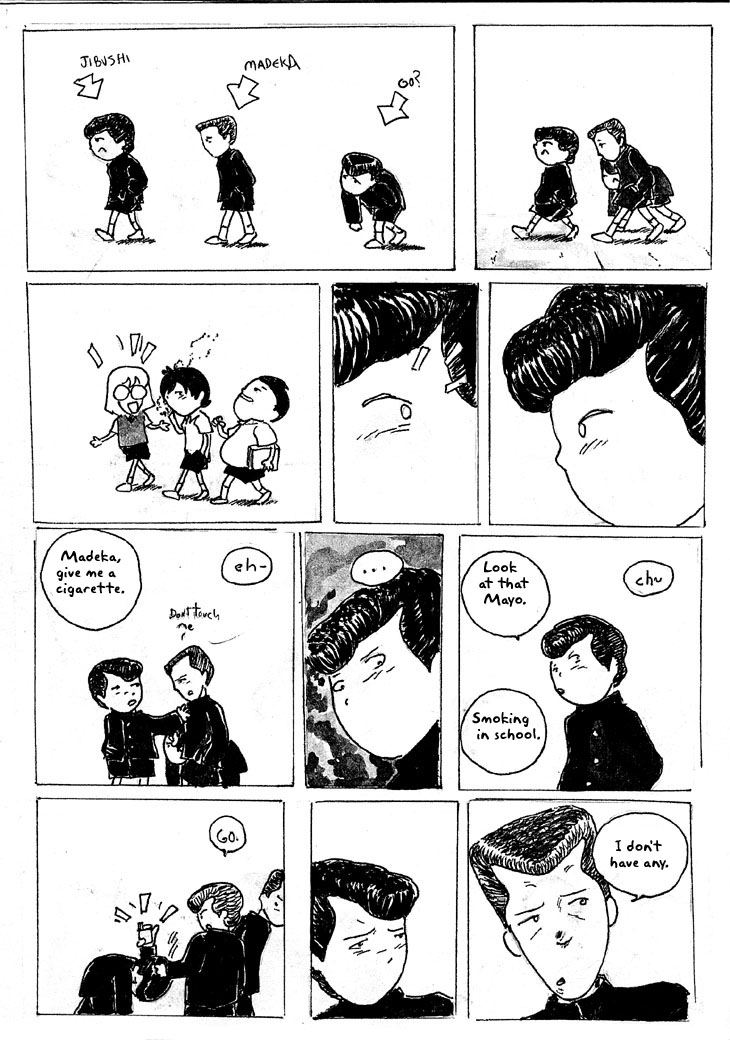 JIBUSHI
MADEKA
GO?
Madeka,
give me a
cigarette.
eh-
Don't touch
me
...
Look
at that
Mayo.
ch~
Smoking
in school.
GO.
I don't
have any.